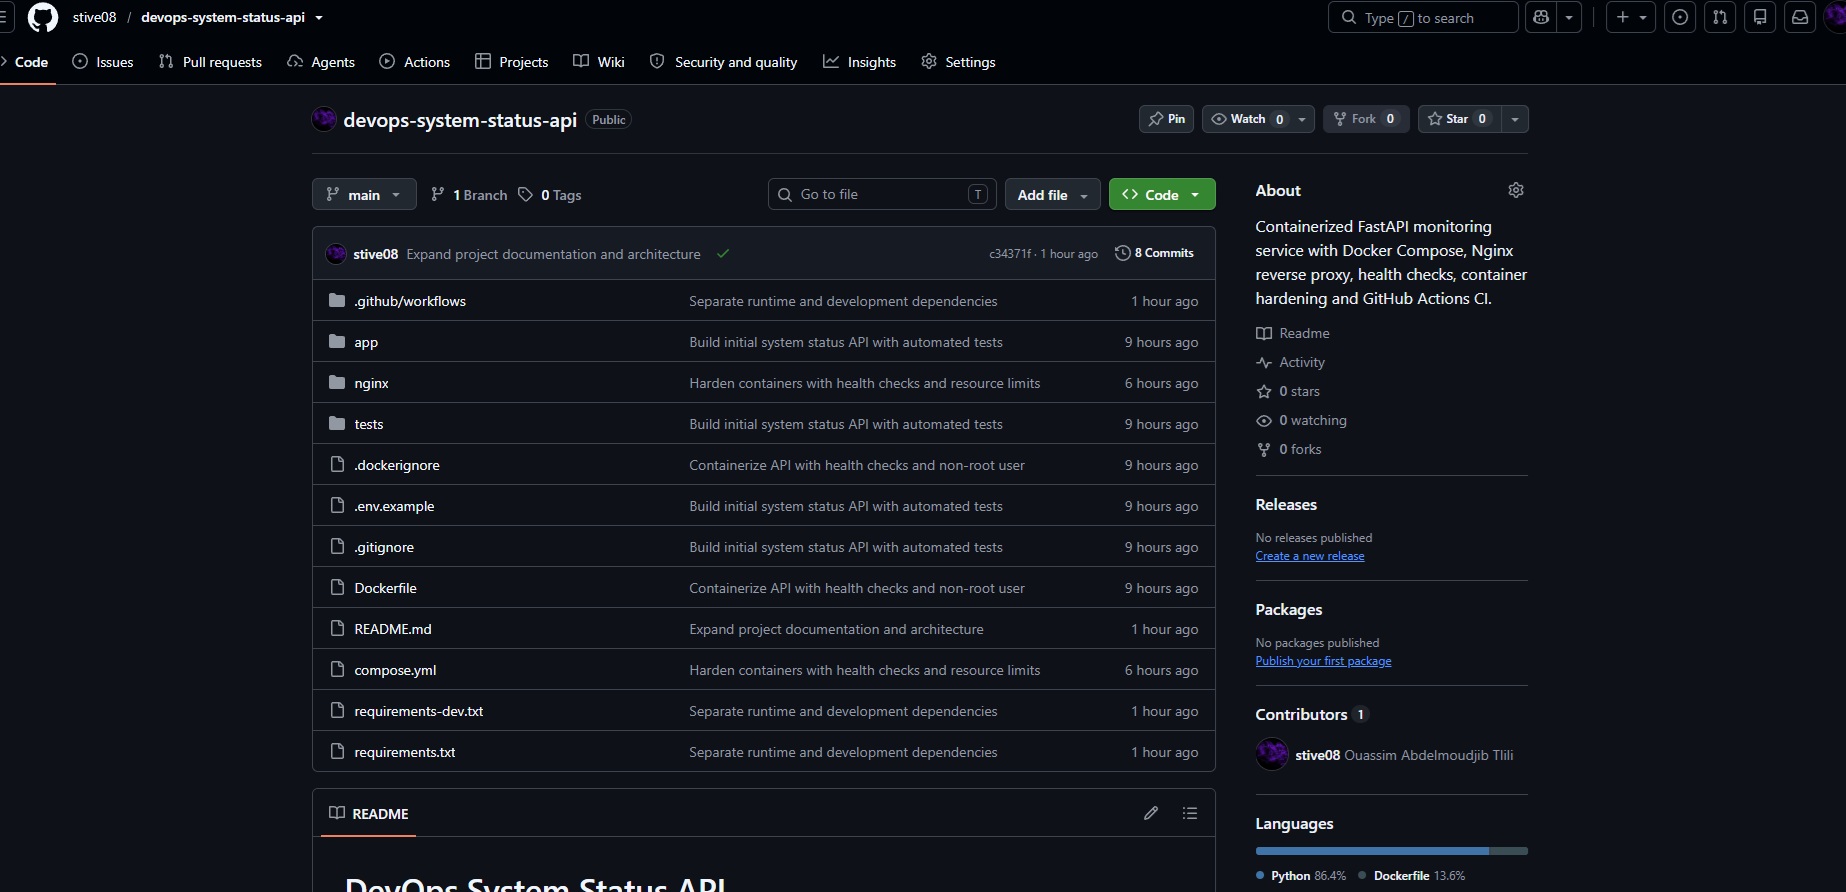 stive08 / devops-system-status-api
Type / to search
Code Issues Pull requests Agents Actions Projects Wiki Security and quality Insights Settings
devops-system-status-api Public
Pin Watch 0 Fork 0 Star 0
main 1 Branch 0 Tags
Go to file T Add file Code
stive08 Expand project documentation and architecture c34371f · 1 hour ago 8 Commits
.github/workflows Separate runtime and development dependencies 1 hour ago
app Build initial system status API with automated tests 9 hours ago
nginx Harden containers with health checks and resource limits 6 hours ago
tests Build initial system status API with automated tests 9 hours ago
.dockerignore Containerize API with health checks and non-root user 9 hours ago
.env.example Build initial system status API with automated tests 9 hours ago
.gitignore Build initial system status API with automated tests 9 hours ago
Dockerfile Containerize API with health checks and non-root user 9 hours ago
README.md Expand project documentation and architecture 1 hour ago
compose.yml Harden containers with health checks and resource limits 6 hours ago
requirements-dev.txt Separate runtime and development dependencies 1 hour ago
requirements.txt Separate runtime and development dependencies 1 hour ago
README
DevOps System Status API
About
Containerized FastAPI monitoring
service with Docker Compose, Nginx
reverse proxy, health checks, container
hardening and GitHub Actions CI.
Readme
Activity
0 stars
0 watching
0 forks
Releases
No releases published
Create a new release
Packages
No packages published
Publish your first package
Contributors 1
stive08 Ouassim Abdelmoudjib Tlili
Languages
Python 86.4% Dockerfile 13.6%